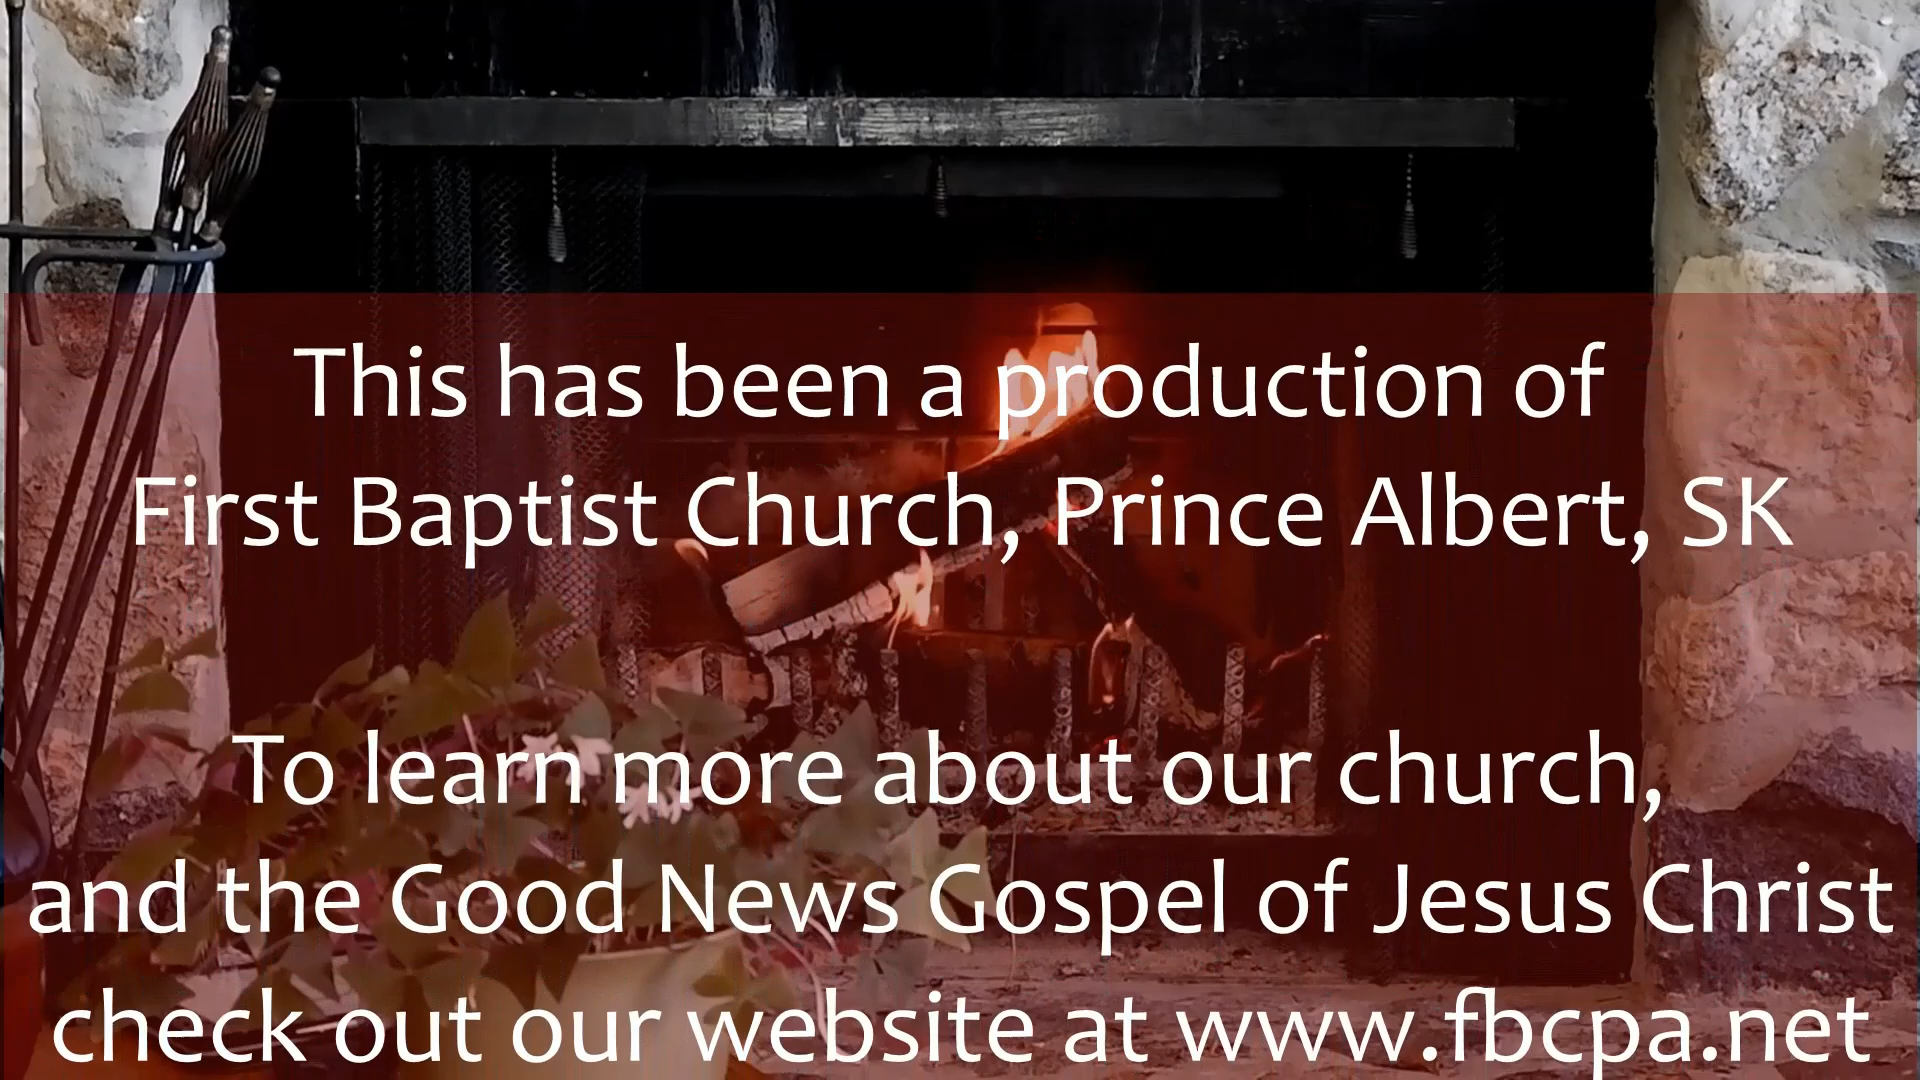 This has been a production of
First Baptist Church, Prince Albert, SK
To learn more about our church,
and the Good News Gospel of Jesus Christ
check out our website at www.fbcpa.net